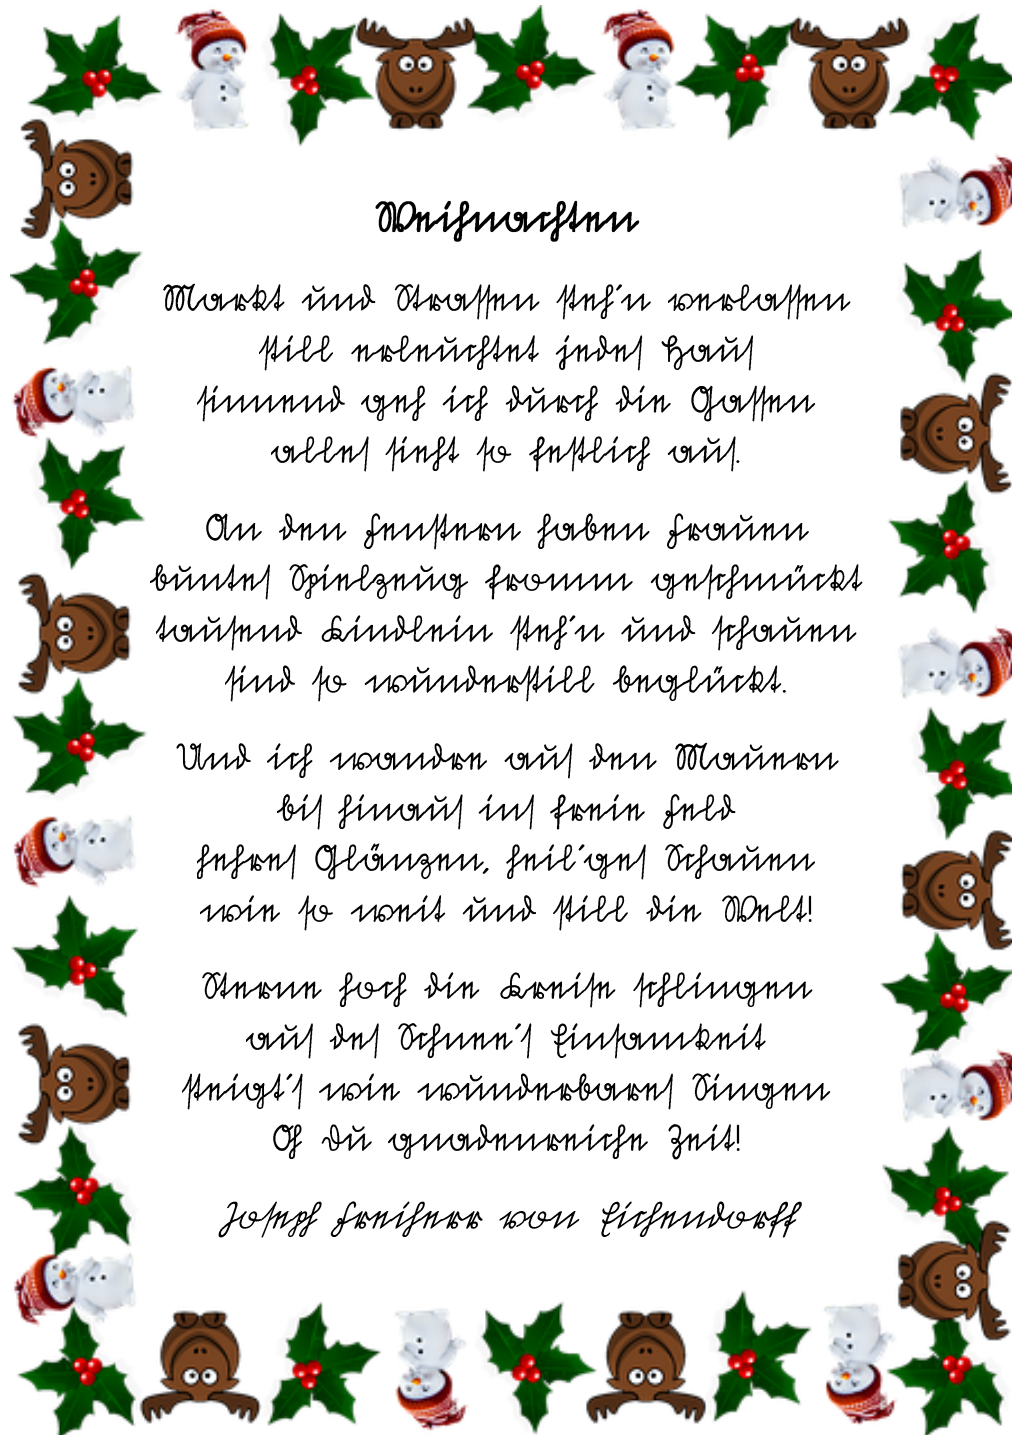 Weihnachten
Markt und Strassen steh´n verlassen
still erleuchtet jedes Haus
sinnend geh ich durch die Gassen
alles sieht so festlich aus.
An den Fenstern haben Frauen
buntes Spielzeug fromm geschmückt
tausend Kindlein steh´n und schauen
sind so wunderstill beglückt.
Und ich wandre aus den Mauern
bis hinaus ins freie Feld
hehres Glänzen, heil´ges Schauen
wie so weit und still die Welt!
Sterne hoch die Kreise schlingen
aus des Schnee´s Einsamkeit
steigt´s wie wunderbares Singen
Oh du gnadenreiche Zeit!
Joseph Freiherr von Eichendorff